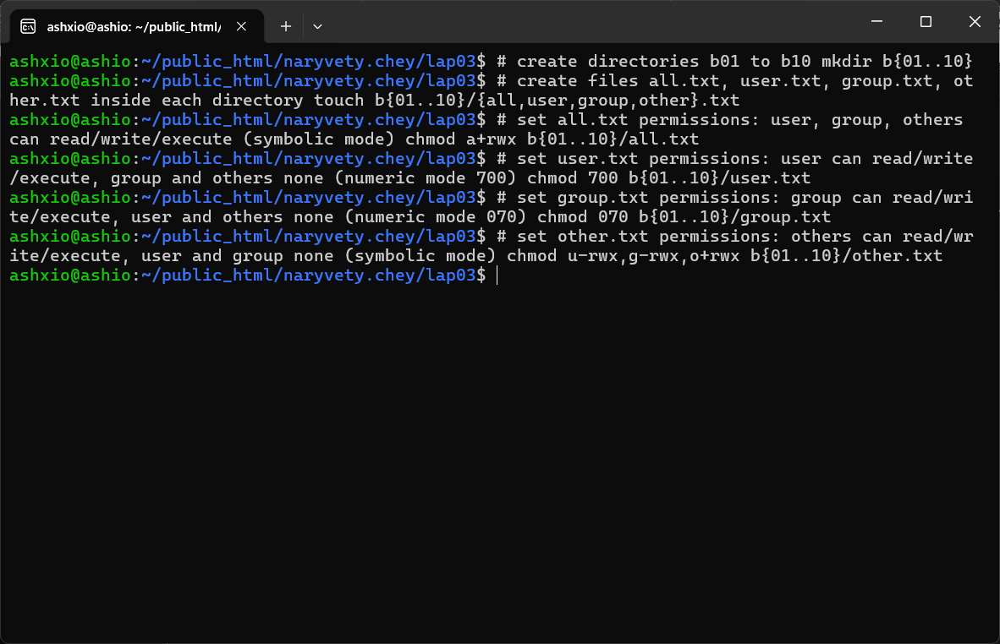 ashxio@ashio: ~/public_html/
ashxio@ashio:~/public_html/naryvety.chey/lap03$ # create directories b01 to b10 mkdir b{01..10}
ashxio@ashio:~/public_html/naryvety.chey/lap03$ # create files all.txt, user.txt, group.txt, ot
her.txt inside each directory touch b{01..10}/{all,user,group,other}.txt
ashxio@ashio:~/public_html/naryvety.chey/lap03$ # set all.txt permissions: user, group, others
can read/write/execute (symbolic mode) chmod a+rwx b{01..10}/all.txt
ashxio@ashio:~/public_html/naryvety.chey/lap03$ # set user.txt permissions: user can read/write
/execute, group and others none (numeric mode 700) chmod 700 b{01..10}/user.txt
ashxio@ashio:~/public_html/naryvety.chey/lap03$ # set group.txt permissions: group can read/wri
te/execute, user and others none (numeric mode 070) chmod 070 b{01..10}/group.txt
ashxio@ashio:~/public_html/naryvety.chey/lap03$ # set other.txt permissions: others can read/wr
ite/execute, user and group none (symbolic mode) chmod u-rwx,g-rwx,o+rwx b{01..10}/other.txt
ashxio@ashio:~/public_html/naryvety.chey/lap03$